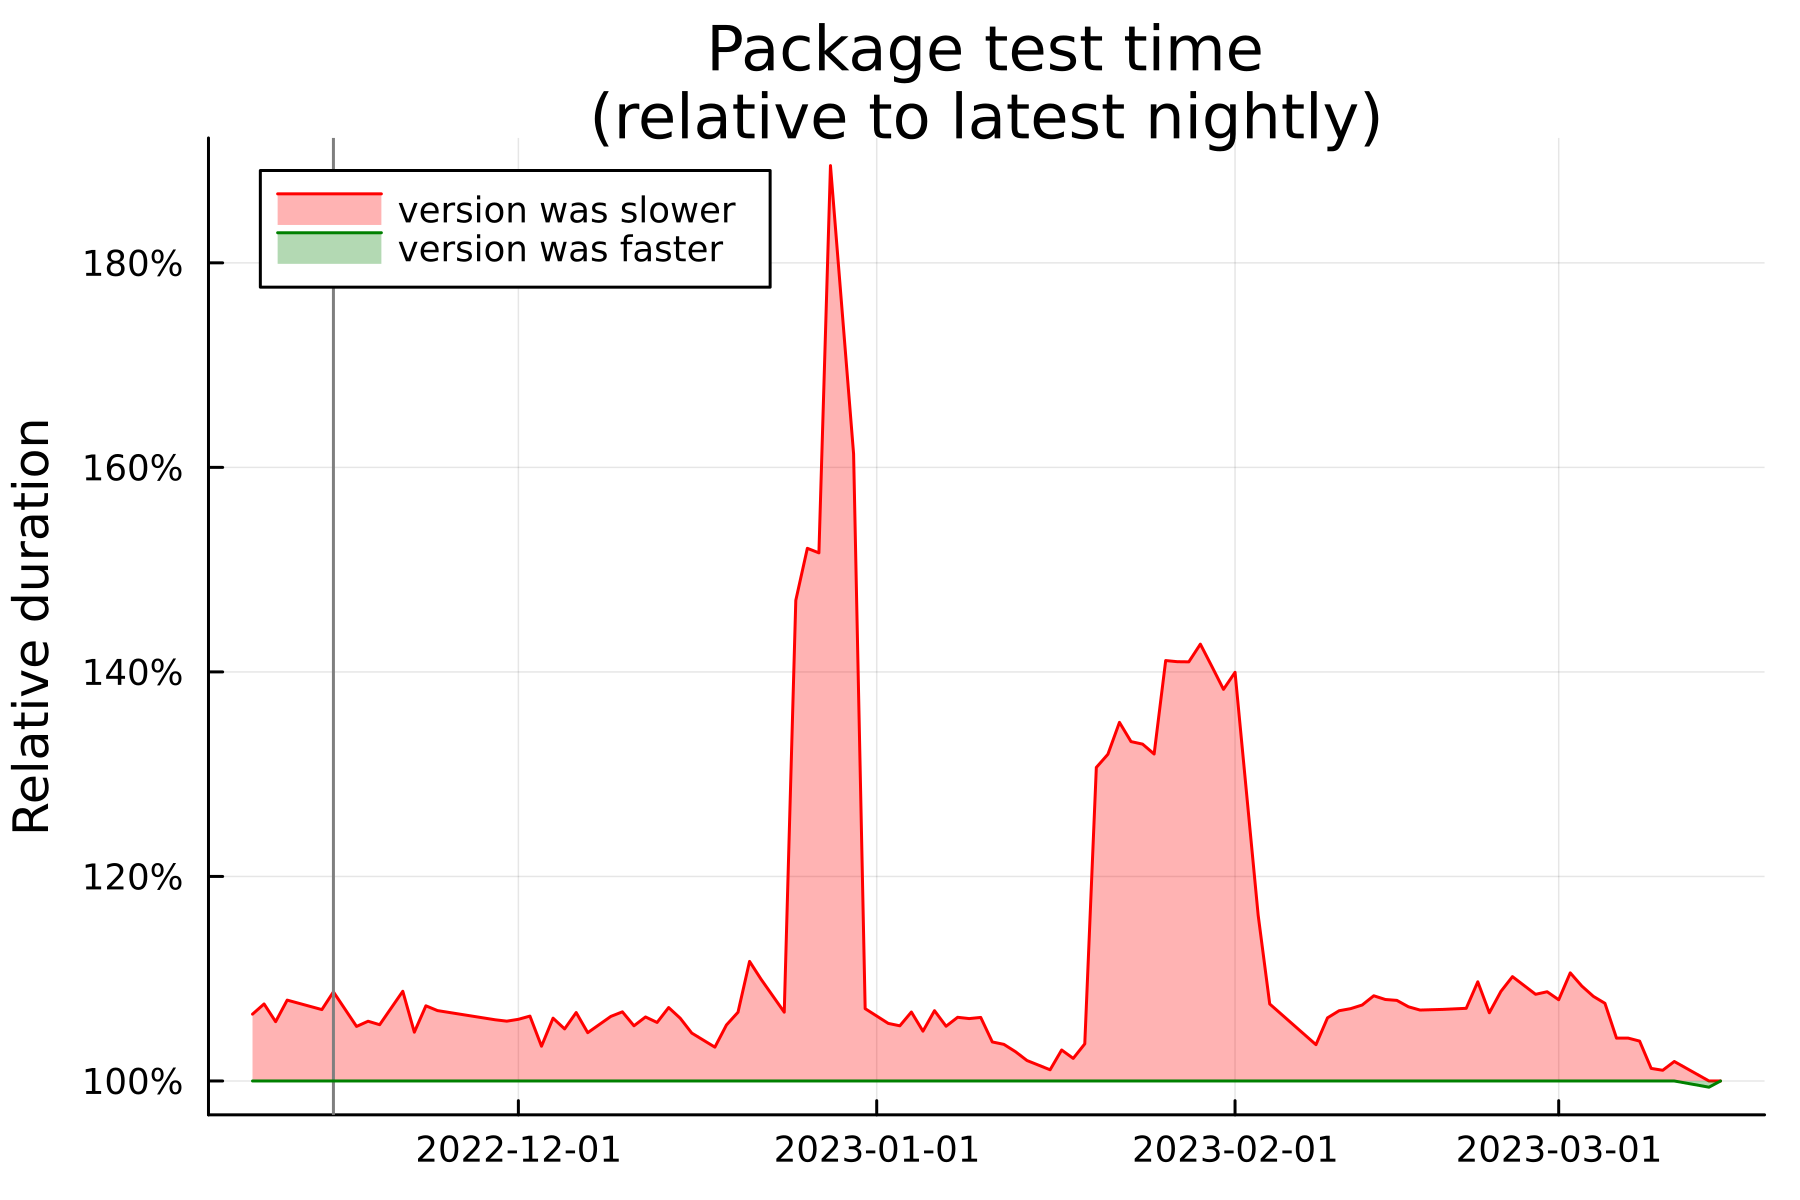 Package test time
(relative to latest nightly)
version was slower
version was faster
Relative duration
180%
160%
140%
120%
100%
2022-12-01
2023-01-01
2023-02-01
2023-03-01